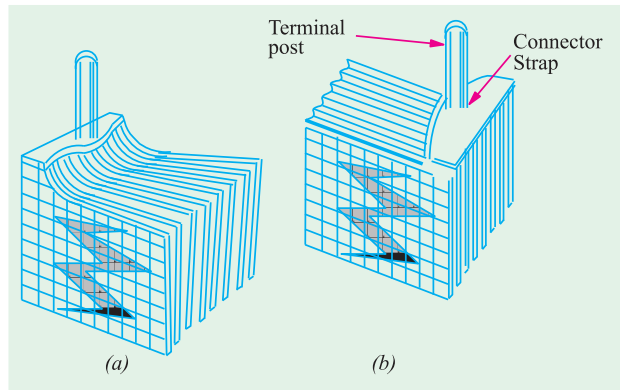 Terminal
post
Connector
Strap
(a)
(b)